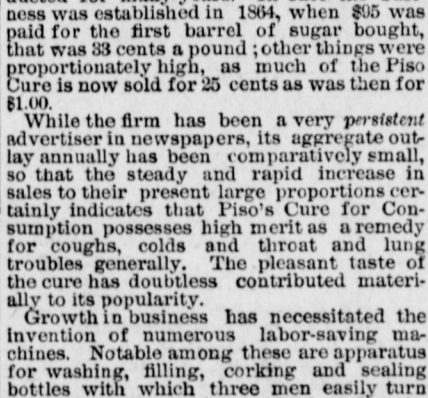 ness was established in 1864, when $95 was
paid for the first barrel of sugar bought,
that was 33 cents a pound ; other things were
proportionately high, as much of the Piso
Cure is now sold for 25 cents as was then for
$1.00.
While the firm has been a very persistent
advertiser in newspapers, its aggregate out-
lay annually has been comparatively small,
so that the steady and rapid increase in
sales to their present large proportions cer-
tainly indicates that Piso's Cure for Con-
sumption possesses high merit as a remedy
for coughs, colds and throat and lung
troubles generally. The pleasant taste of
the cure has doubtless contributed materi-
ally to its popularity.
Growth in business has necessitated the
invention of numerous labor-saving ma-
chines. Notable among these are apparatus
for washing, filling, corking and sealing
bottles with which three men easily turn